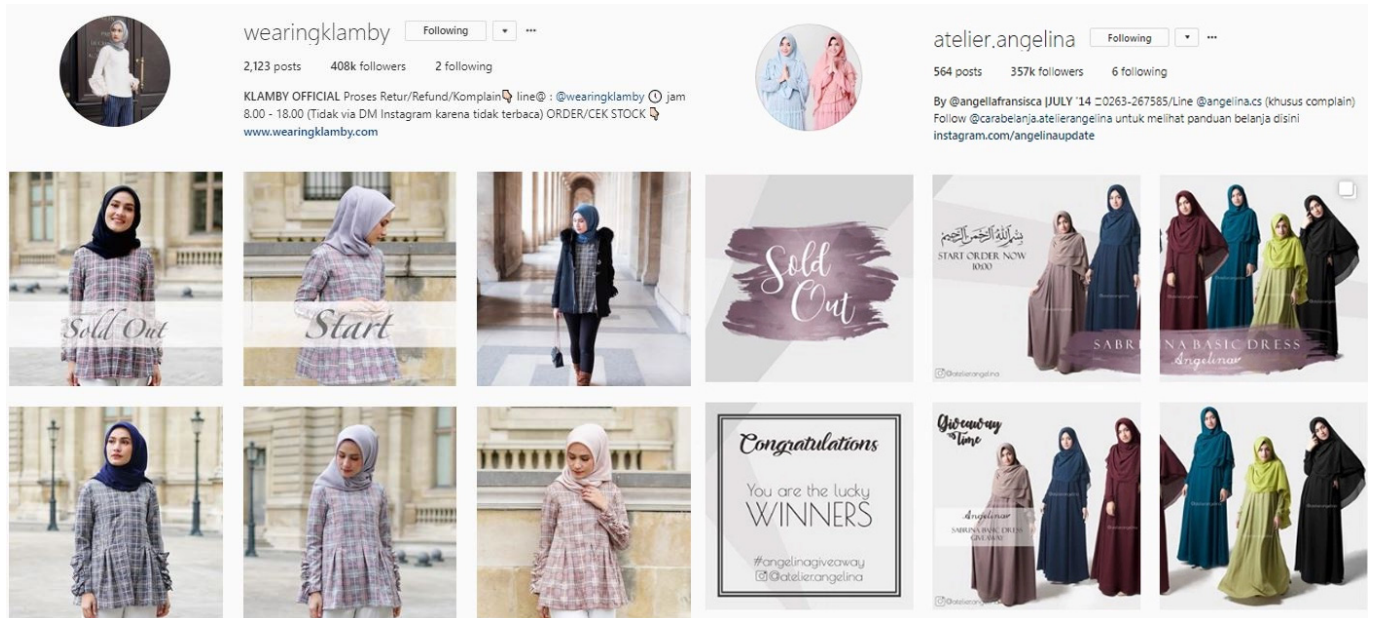 wearingklamby
Following
2,123 posts 408k followers 2 following
KLAMBY OFFICIAL Proses Retur/Refund/Komplain👇 line@ : @wearingklamby 🕔 jam
8.00 - 18.00 (Tidak via DM Instagram karena tidak terbaca) ORDER/CEK STOCK 👇
www.wearingklamby.com
Sold Out
Start
atelier.angelina
Following
564 posts 357k followers 6 following
By @angellafransisca |JULY '14 0263-267585/Line @angelina.cs (khusus complain)
Follow @carabelanja.atelierangelina untuk melihat panduan belanja disini
instagram.com/angelinaupdate
Sold
Out
بسم الله الرحمن الرحيم
START ORDER NOW
10.00
SABRINA BASIC DRESS
Angelina
@atelierangelina
Congratulations
You are the lucky
WINNERS
#angelinagiveaway
@atelierangelina
Giveaway
Time
Angelina
SABRINA BASIC DRESS
GIVEAWAY
@atelierangelina